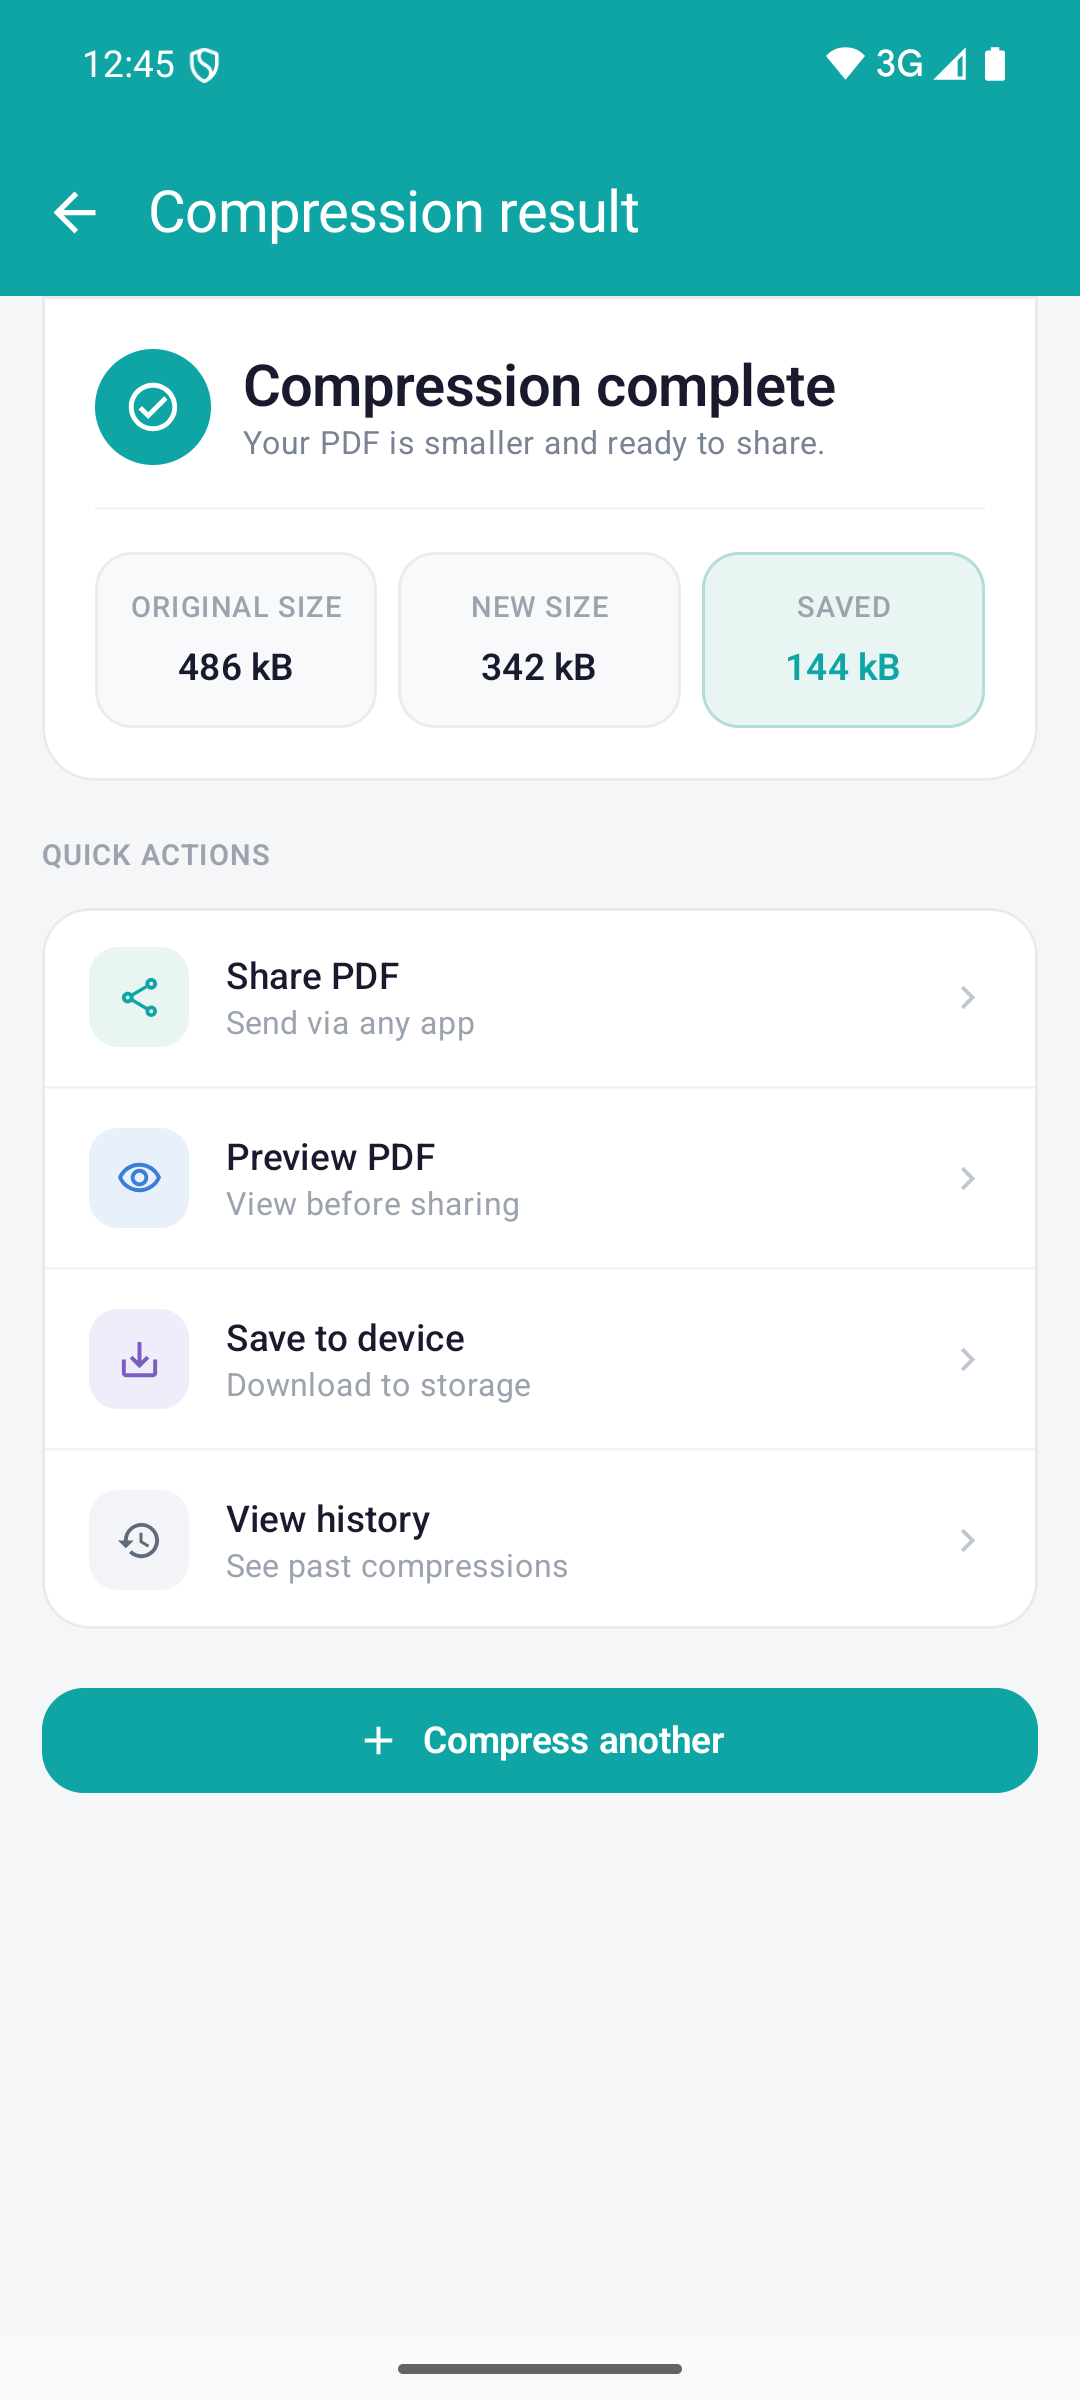 12:45
3G
Compression result
Compression complete
Your PDF is smaller and ready to share.
ORIGINAL SIZE
486 kB
NEW SIZE
342 kB
SAVED
144 kB
QUICK ACTIONS
Share PDF
Send via any app
Preview PDF
View before sharing
Save to device
Download to storage
View history
See past compressions
Compress another